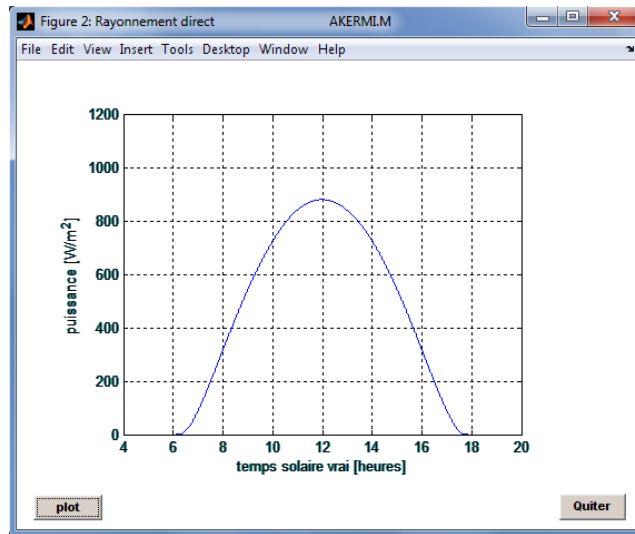 Figure 2: Rayonnement direct AKERMI.M
File Edit View Insert Tools Desktop Window Help
1200
1000
800
600
400
200
0
puissance [W/m²]
4 6 8 10 12 14 16 18 20
temps solaire vrai [heures]
plot Quiter